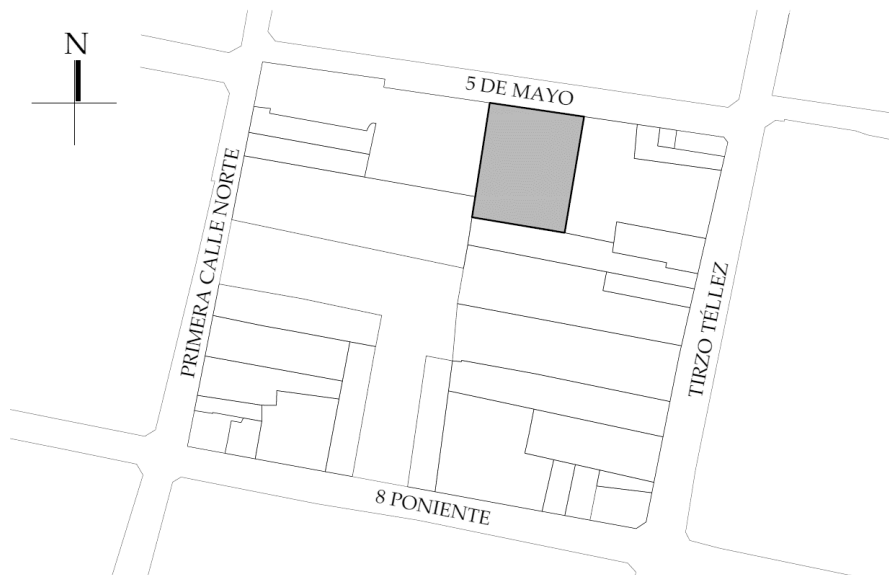 N
5 DE MAYO
PRIMERA CALLE NORTE
TIRZO TÉLLEZ
8 PONIENTE